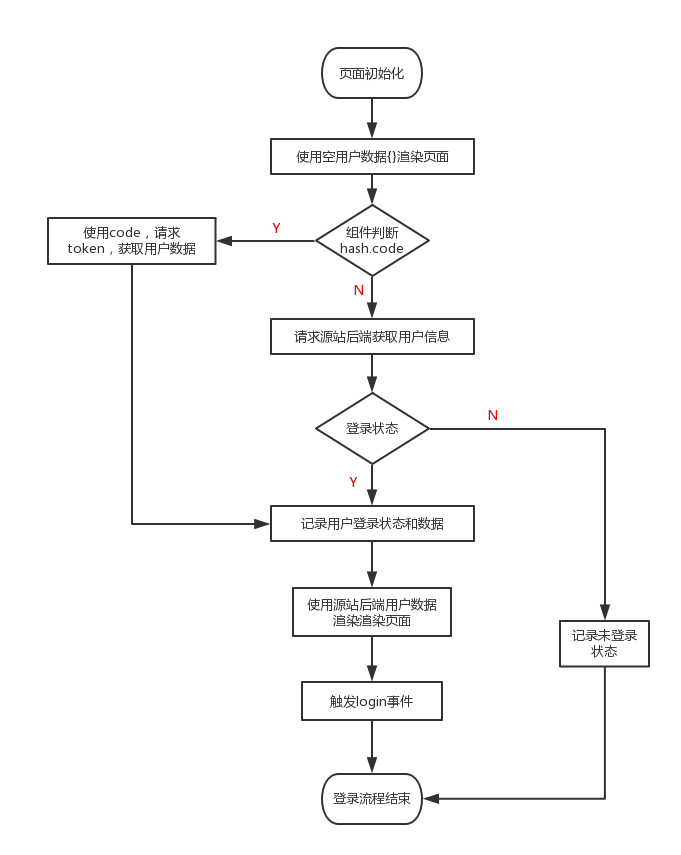 页面初始化
使用空用户数据{}渲染页面
组件判断
hash.code
Y
使用code，请求
token，获取用户数据
N
请求源站后端获取用户信息
登录状态
N
Y
记录用户登录状态和数据
使用源站后端用户数据
渲染渲染页面
记录未登录
状态
触发login事件
登录流程结束